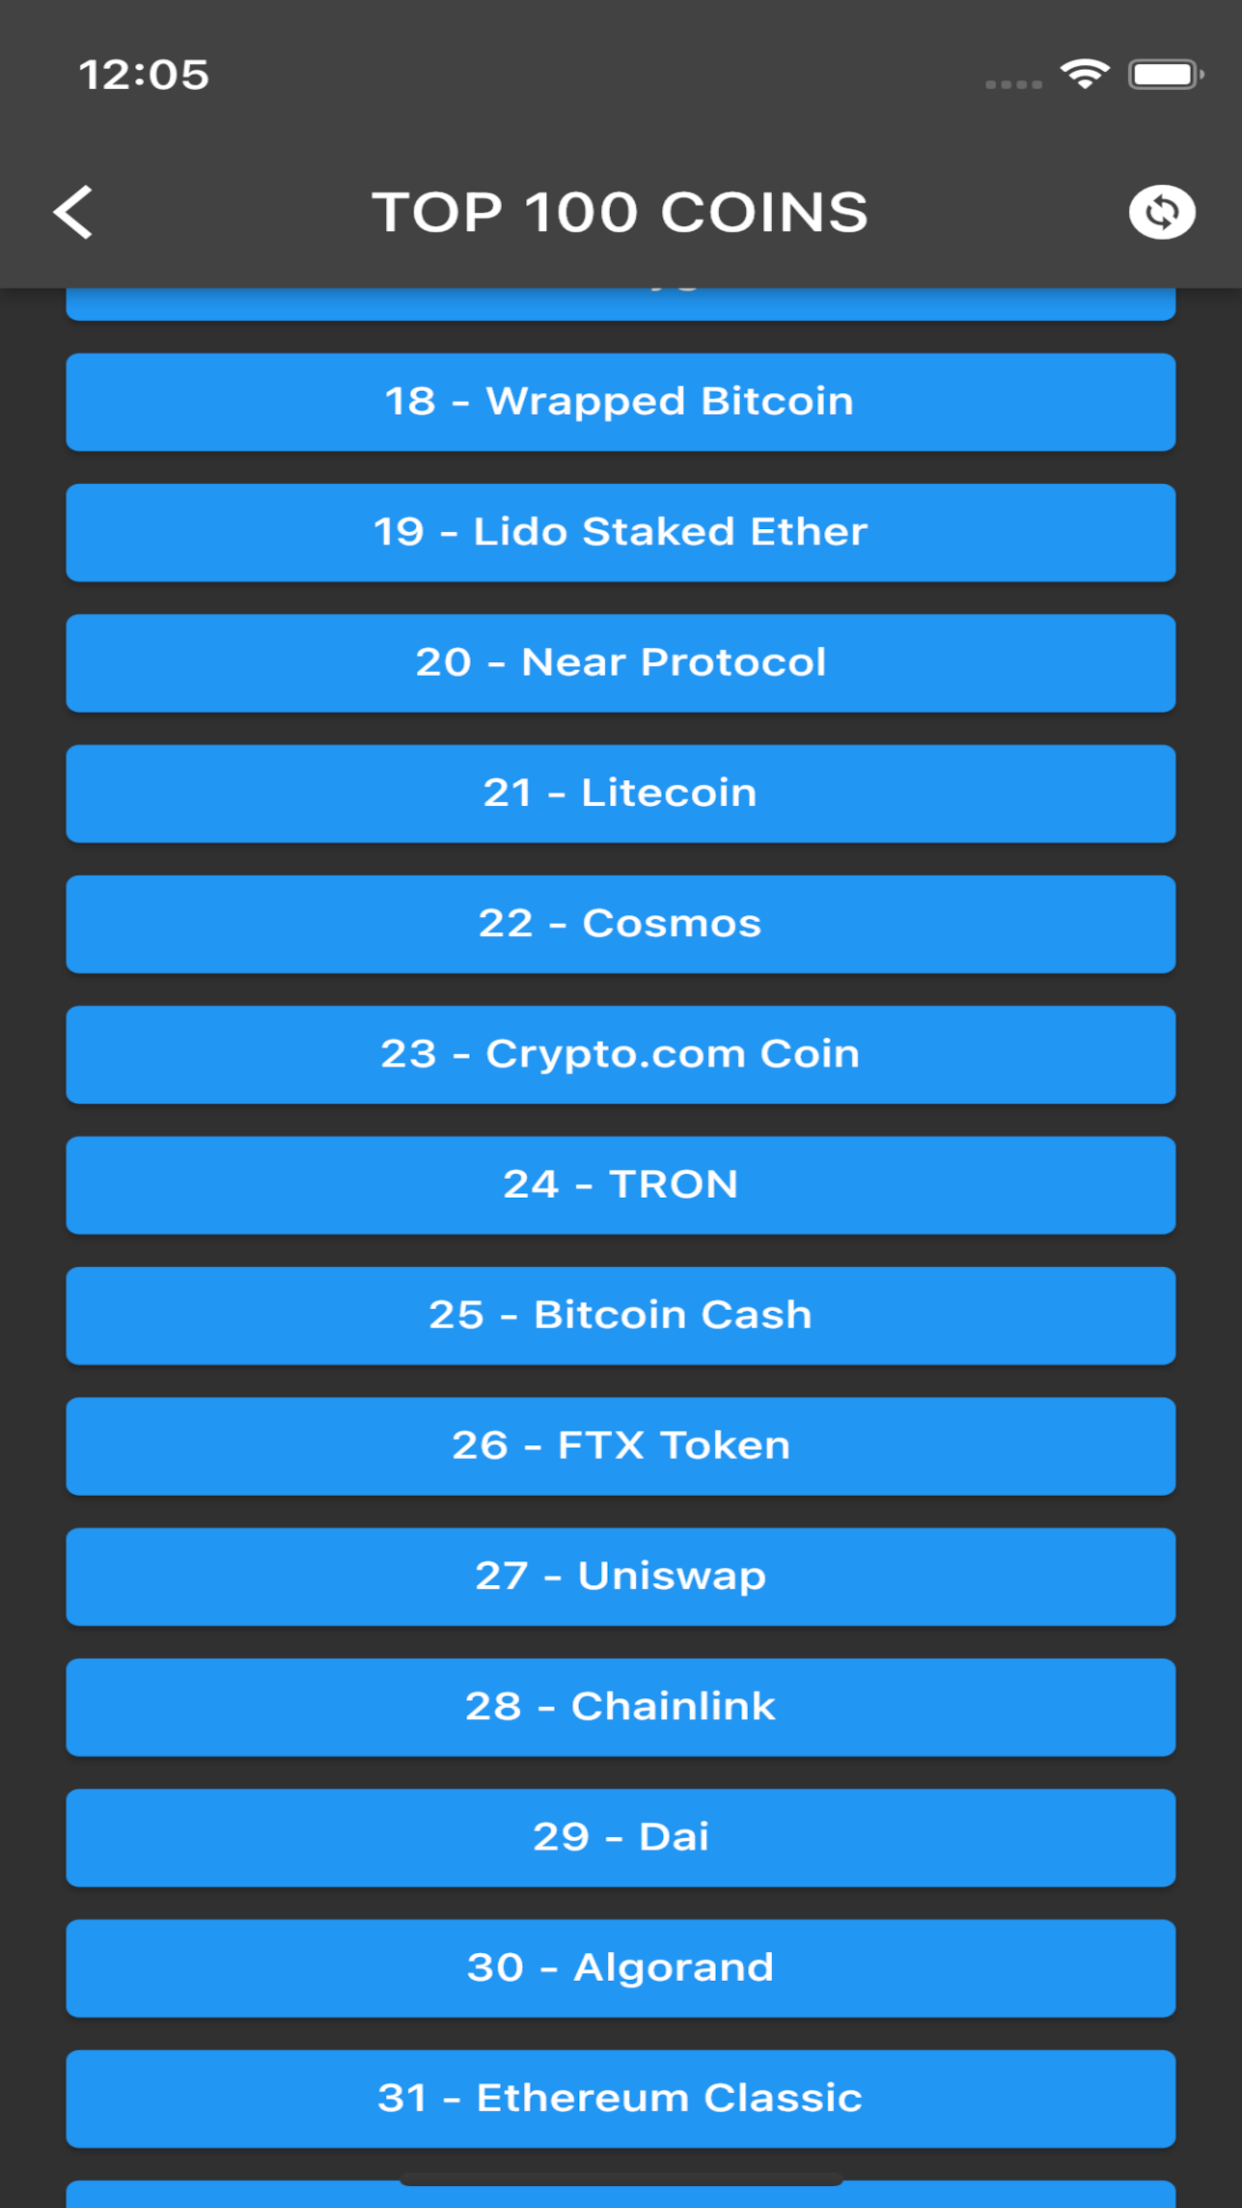 12:05
TOP 100 COINS
18 - Wrapped Bitcoin
19 - Lido Staked Ether
20 - Near Protocol
21 - Litecoin
22 - Cosmos
23 - Crypto.com Coin
24 - TRON
25 - Bitcoin Cash
26 - FTX Token
27 - Uniswap
28 - Chainlink
29 - Dai
30 - Algorand
31 - Ethereum Classic